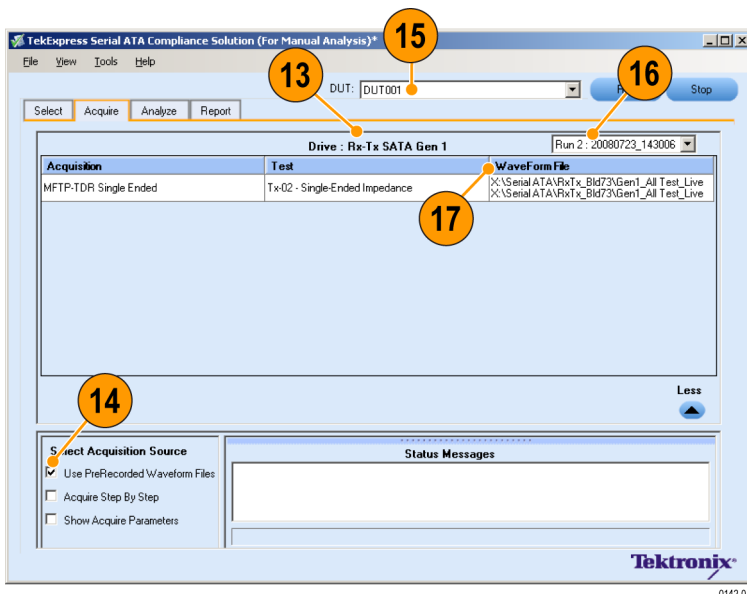 TekExpress Serial ATA Compliance Solution (For Manual Analysis)*
15
File View Tools Help
13
16
DUT: DUT001
Stop
Select Acquire Analyze Report
Drive : Rx-Tx SATA Gen 1
Run 2 : 20080723_143006
Acquisition Test WaveForm File
MFTP-TDR Single Ended Tx-02 - Single-Ended Impedance X:\Serial ATA\RxTx_Bld73\Gen1_All Test_Live
X:\Serial ATA\RxTx_Bld73\Gen1_All Test_Live
17
Less
14
Select Acquisition Source
Status Messages
Use PreRecorded Waveform Files
Acquire Step By Step
Show Acquire Parameters
Tektronix